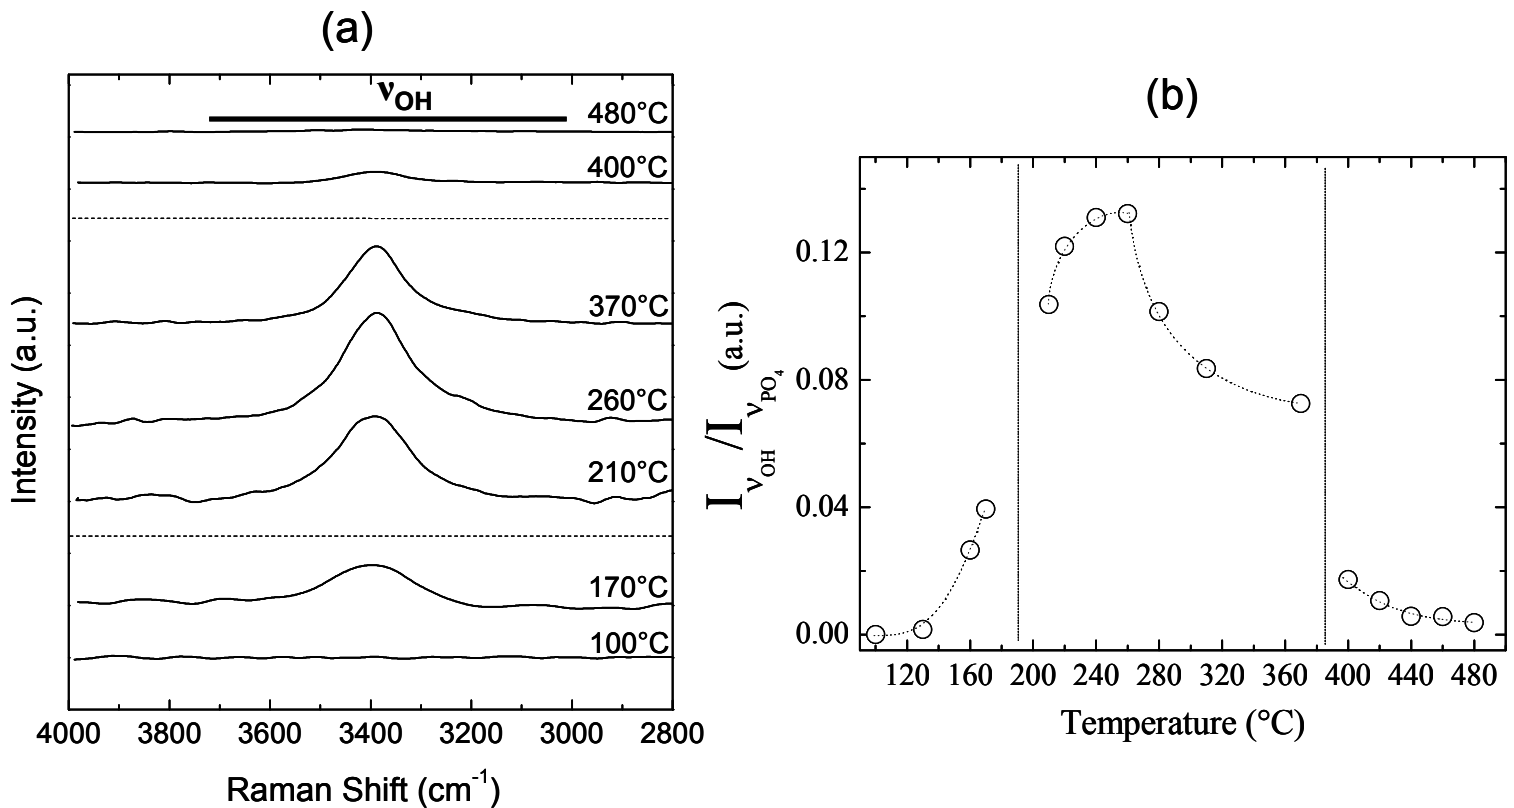 (a)
νOH
480°C
400°C
370°C
260°C
210°C
170°C
100°C
Intensity (a.u.)
4000 3800 3600 3400 3200 3000 2800
Raman Shift (cm-1)
(b)
IνOH/IνPO4 (a.u.)
0.12
0.08
0.04
0.00
120 160 200 240 280 320 360 400 440 480
Temperature (°C)